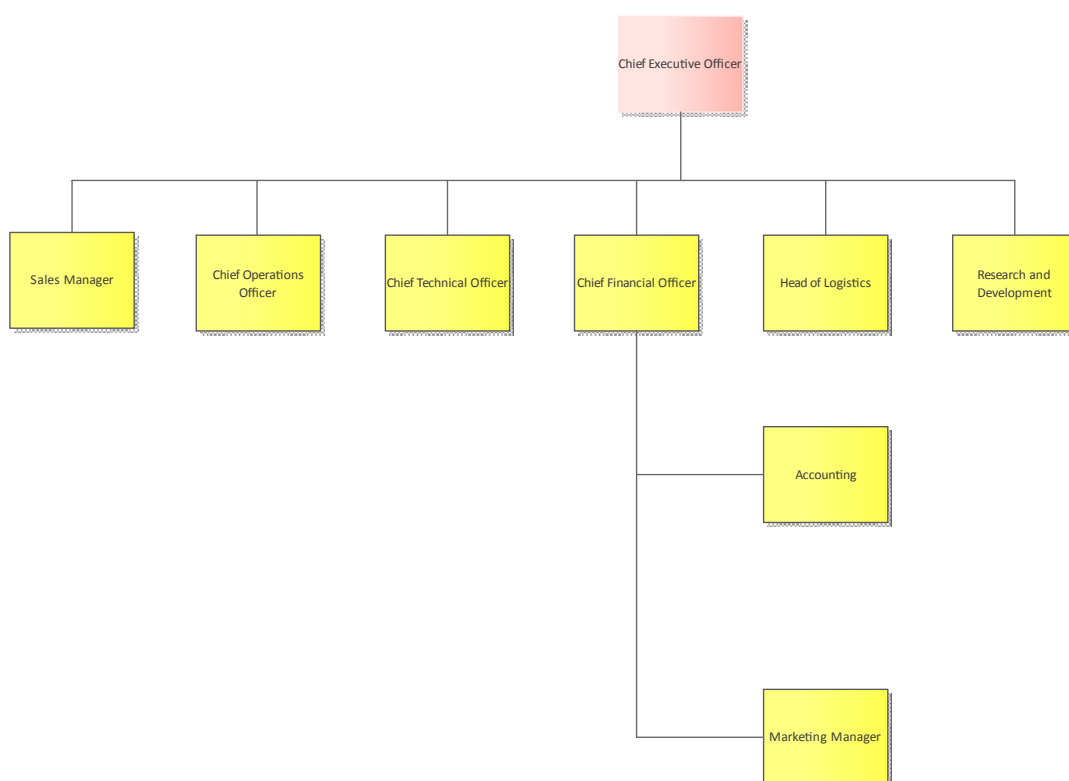 Chief Executive Officer
Sales Manager
Chief Operations
Officer
Chief Technical Officer
Chief Financial Officer
Head of Logistics
Research and
Development
Accounting
Marketing Manager